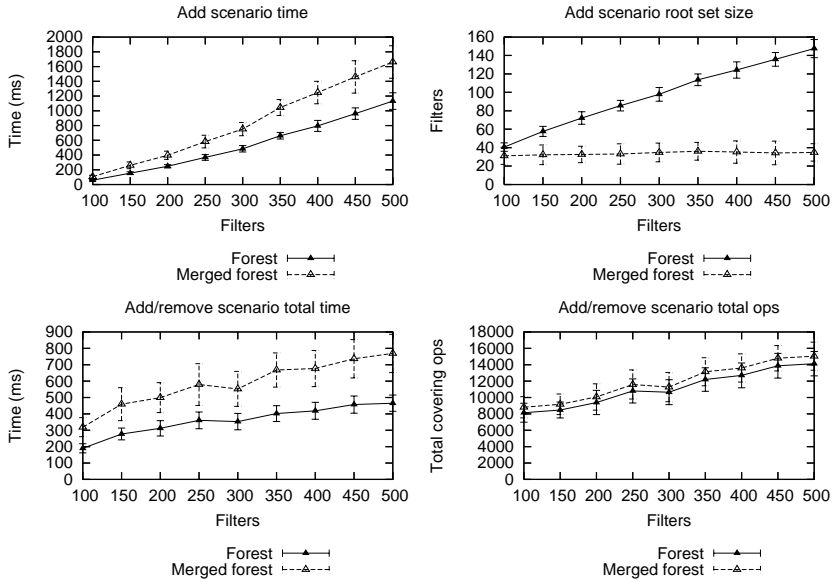 Add scenario time
Time (ms)
2000
1800
1600
1400
1200
1000
800
600
400
200
0
100 150 200 250 300 350 400 450 500
Filters
Forest
Merged forest
Add scenario root set size
Filters
160
140
120
100
80
60
40
20
0
100 150 200 250 300 350 400 450 500
Filters
Forest
Merged forest
Add/remove scenario total time
Time (ms)
900
800
700
600
500
400
300
200
100
0
100 150 200 250 300 350 400 450 500
Filters
Forest
Merged forest
Add/remove scenario total ops
Total covering ops
18000
16000
14000
12000
10000
8000
6000
4000
2000
0
100 150 200 250 300 350 400 450 500
Filters
Forest
Merged forest